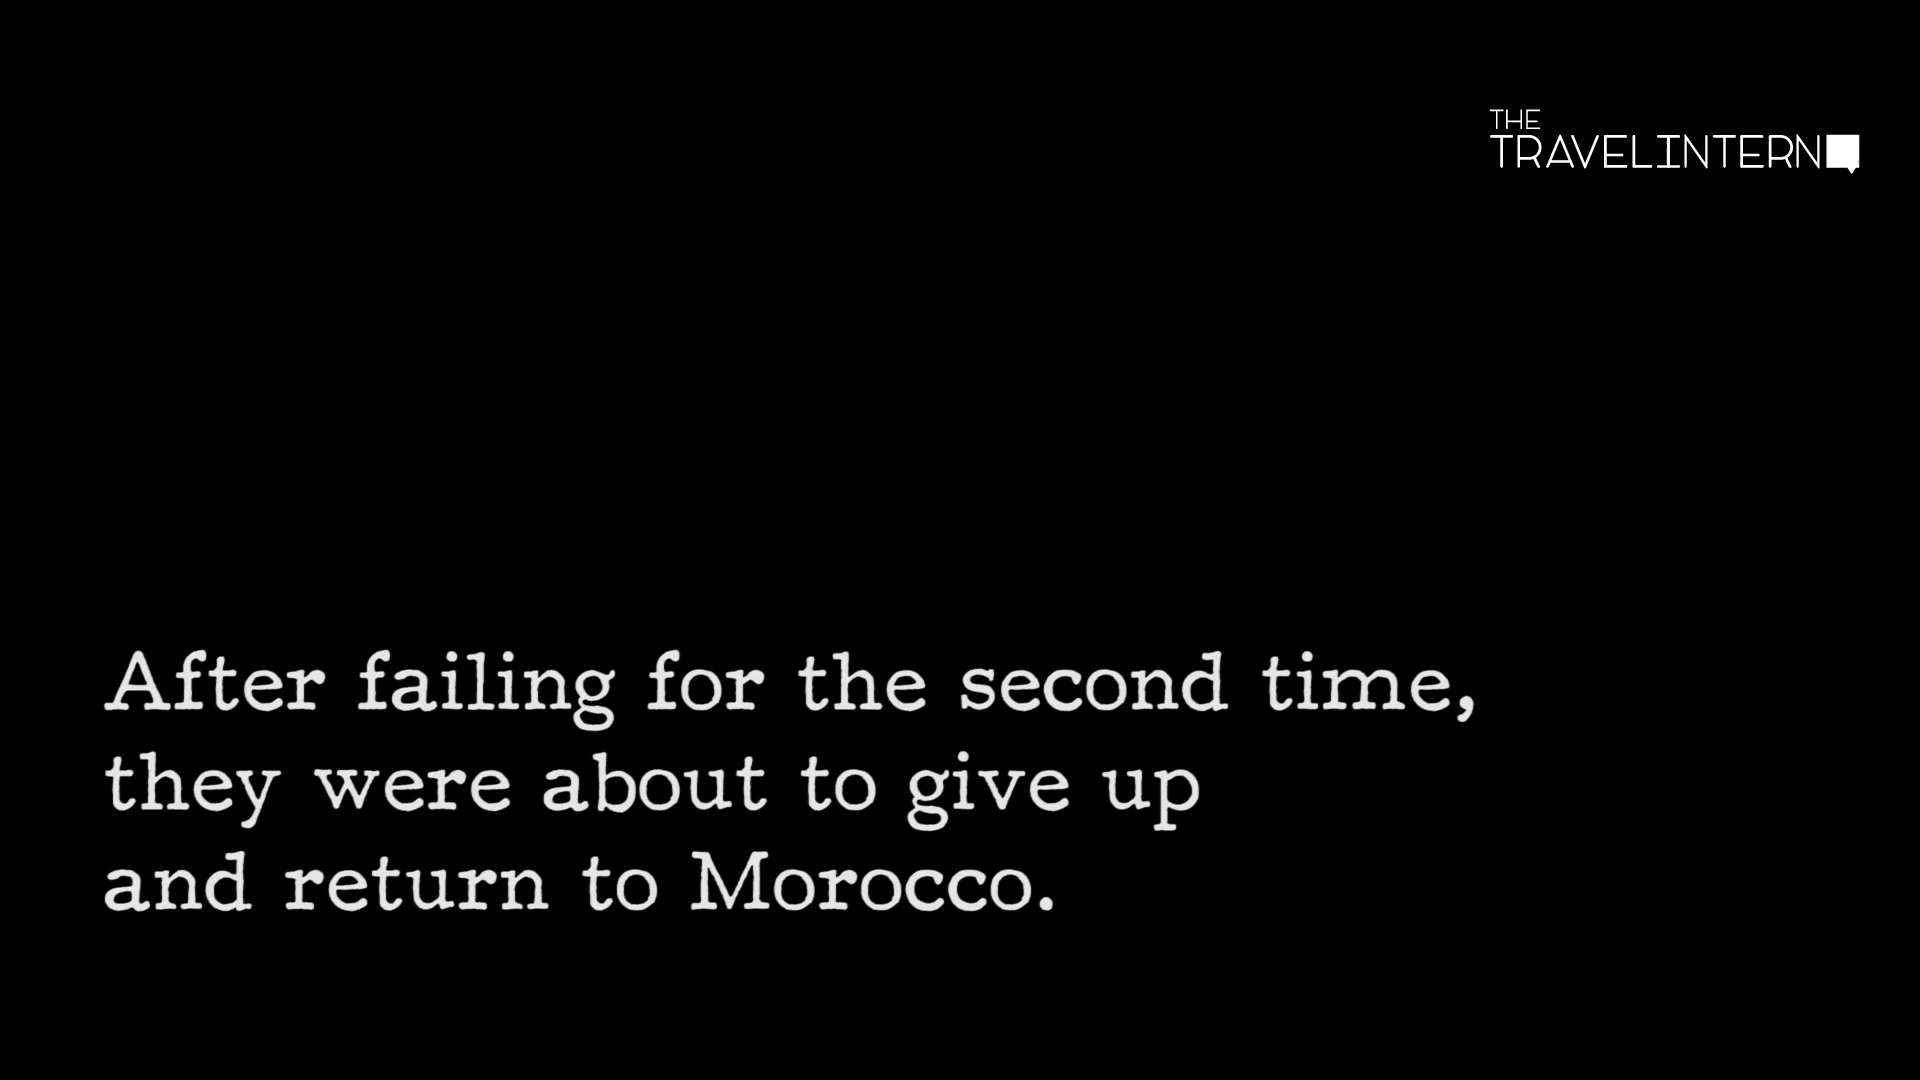 THE
TRAVELINTERN
After failing for the second time,
they were about to give up
and return to Morocco.